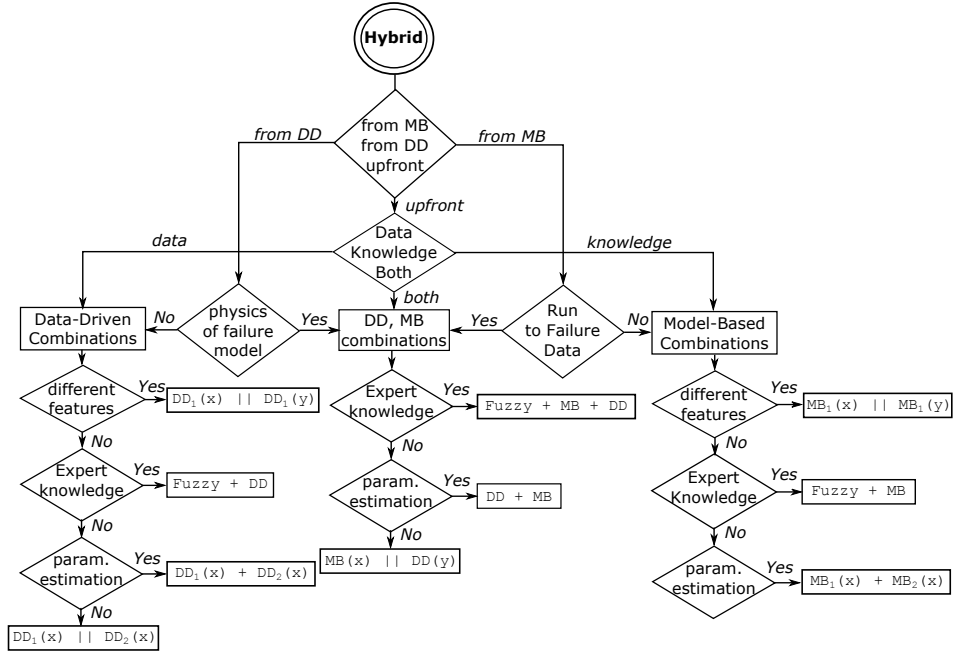 Hybrid
from MB
from DD
upfront
from DD
from MB
upfront
Data
Knowledge
Both
data
knowledge
both
Data-Driven
Combinations
No
physics
of failure
model
Yes
DD, MB
combinations
Yes
Run
to Failure
Data
No
Model-Based
Combinations
different
features
Yes
DD₁(x) || DD₁(y)
No
Expert
knowledge
Yes
Fuzzy + DD
No
param.
estimation
Yes
DD₁(x) + DD₂(x)
No
DD₁(x) || DD₂(x)
Expert
knowledge
Yes
Fuzzy + MB + DD
No
param.
estimation
Yes
DD + MB
No
MB(x) || DD(y)
different
features
Yes
MB₁(x) || MB₁(y)
No
Expert
Knowledge
Yes
Fuzzy + MB
No
param.
estimation
Yes
MB₁(x) + MB₂(x)